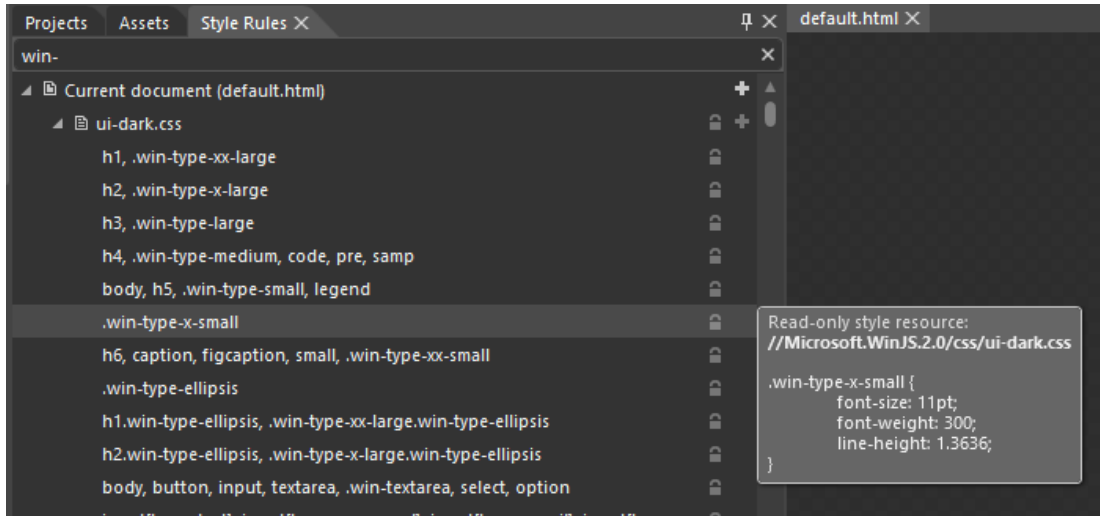 Projects Assets Style Rules
default.html
win-
Current document (default.html)
ui-dark.css
h1, .win-type-xx-large
h2, .win-type-x-large
h3, .win-type-large
h4, .win-type-medium, code, pre, samp
body, h5, .win-type-small, legend
.win-type-x-small
h6, caption, figcaption, small, .win-type-xx-small
.win-type-ellipsis
h1.win-type-ellipsis, .win-type-xx-large.win-type-ellipsis
h2.win-type-ellipsis, .win-type-x-large.win-type-ellipsis
body, button, input, textarea, .win-textarea, select, option
Read-only style resource:
//Microsoft.WinJS.2.0/css/ui-dark.css
.win-type-x-small {
font-size: 11pt;
font-weight: 300;
line-height: 1.3636;
}